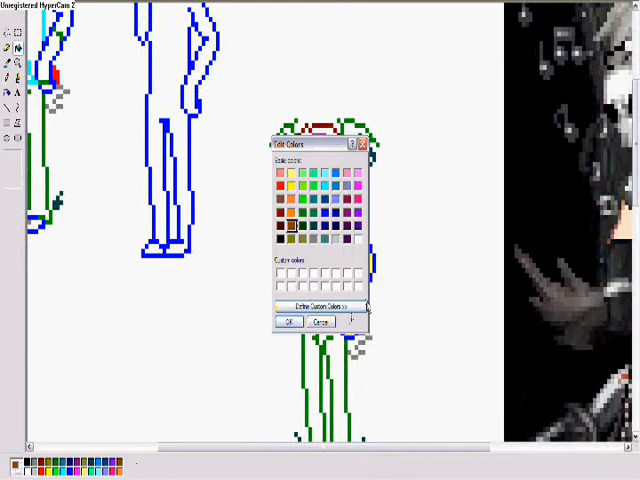 Unregistered HyperCam 2
Edit Colors
Basic colors:
Custom colors:
Define Custom Colors >>
OK Cancel